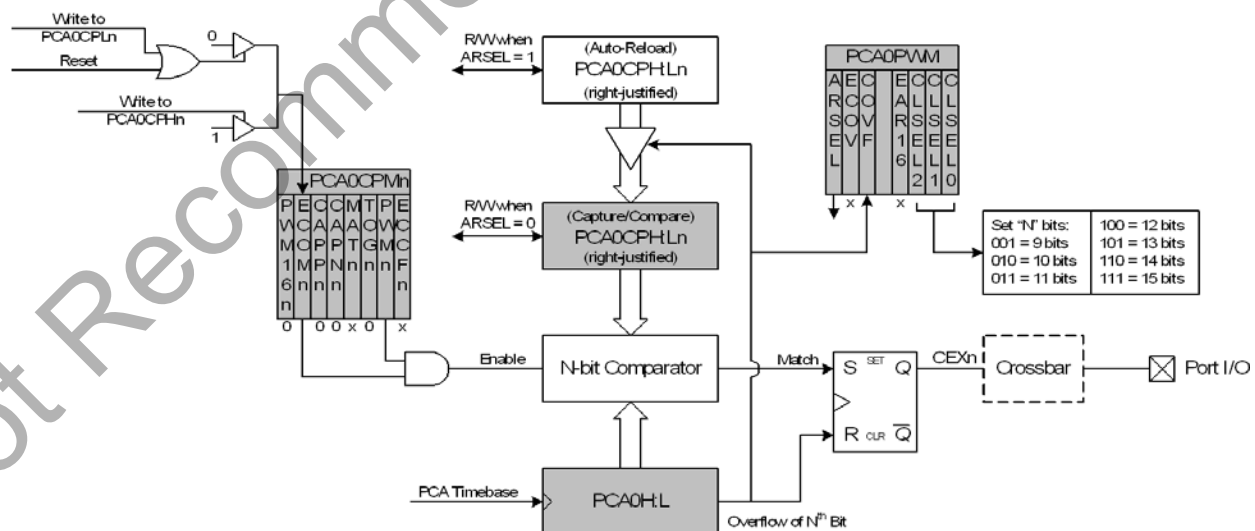 Write to
PCA0CPLn
Reset
Write to
PCA0CPHn
0
1
R/W when
ARSEL = 1
(Auto-Reload)
PCA0CPH:Ln
(right-justified)
R/W when
ARSEL = 0
(Capture/Compare)
PCA0CPH:Ln
(right-justified)
PCA0PWM
ARSEL
ECOV
COVF
EAR16
CLSEL2
CLSEL1
CLSEL0
x
x
Set "N" bits:
001 = 9 bits
010 = 10 bits
011 = 11 bits
100 = 12 bits
101 = 13 bits
110 = 14 bits
111 = 15 bits
PCA0CPMn
PWM16n
ECOMn
CAPPn
CAPNn
MATn
TOGn
PWMn
ECCFn
0 0 0 x 0 x
Enable
N-bit Comparator
Match
S SET Q
R CLR Q
CEXn
Crossbar
Port I/O
PCA Timebase
PCA0H:L
Overflow of Nth Bit
ot Recomm